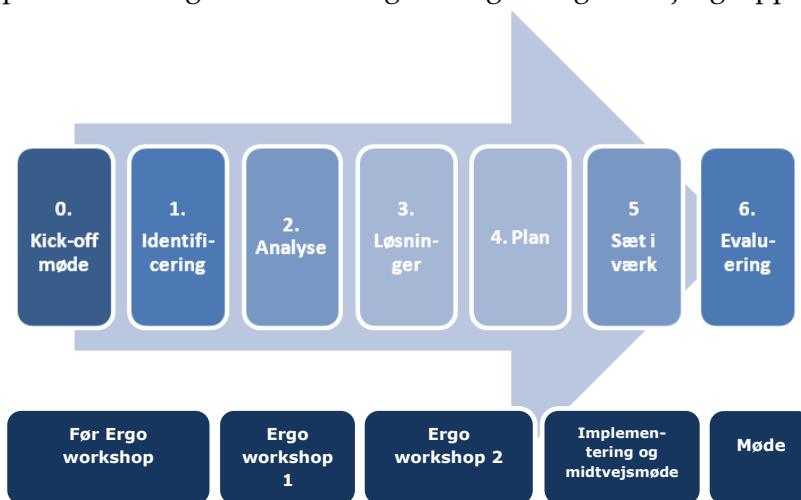 0.
Kick-off
møde
1.
Identifi-
cering
2.
Analyse
3.
Løsnin-
ger
4. Plan
5
Sæt i
værk
6.
Evalu-
ering
Før Ergo
workshop
Ergo
workshop
1
Ergo
workshop 2
Implemen-
tering og
midtvejsmøde
Møde